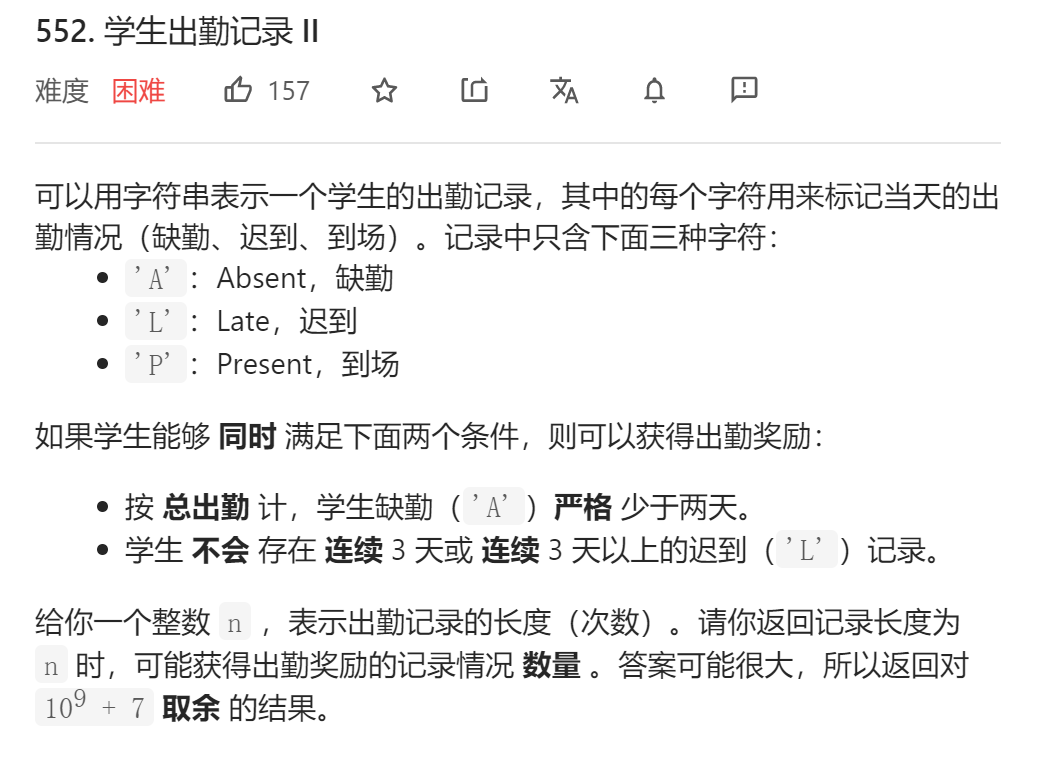 552. 学生出勤记录 II
难度 困难 157
可以用字符串表示一个学生的出勤记录，其中的每个字符用来标记当天的出
勤情况（缺勤、迟到、到场）。记录中只含下面三种字符：
• 'A'：Absent，缺勤
• 'L'：Late，迟到
• 'P'：Present，到场
如果学生能够 同时 满足下面两个条件，则可以获得出勤奖励：
• 按 总出勤 计，学生缺勤（'A'）严格 少于两天。
• 学生 不会 存在 连续 3 天或 连续 3 天以上的迟到（'L'）记录。
给你一个整数 n ，表示出勤记录的长度（次数）。请你返回记录长度为
n 时，可能获得出勤奖励的记录情况 数量 。答案可能很大，所以返回对
10⁹ + 7 取余 的结果。